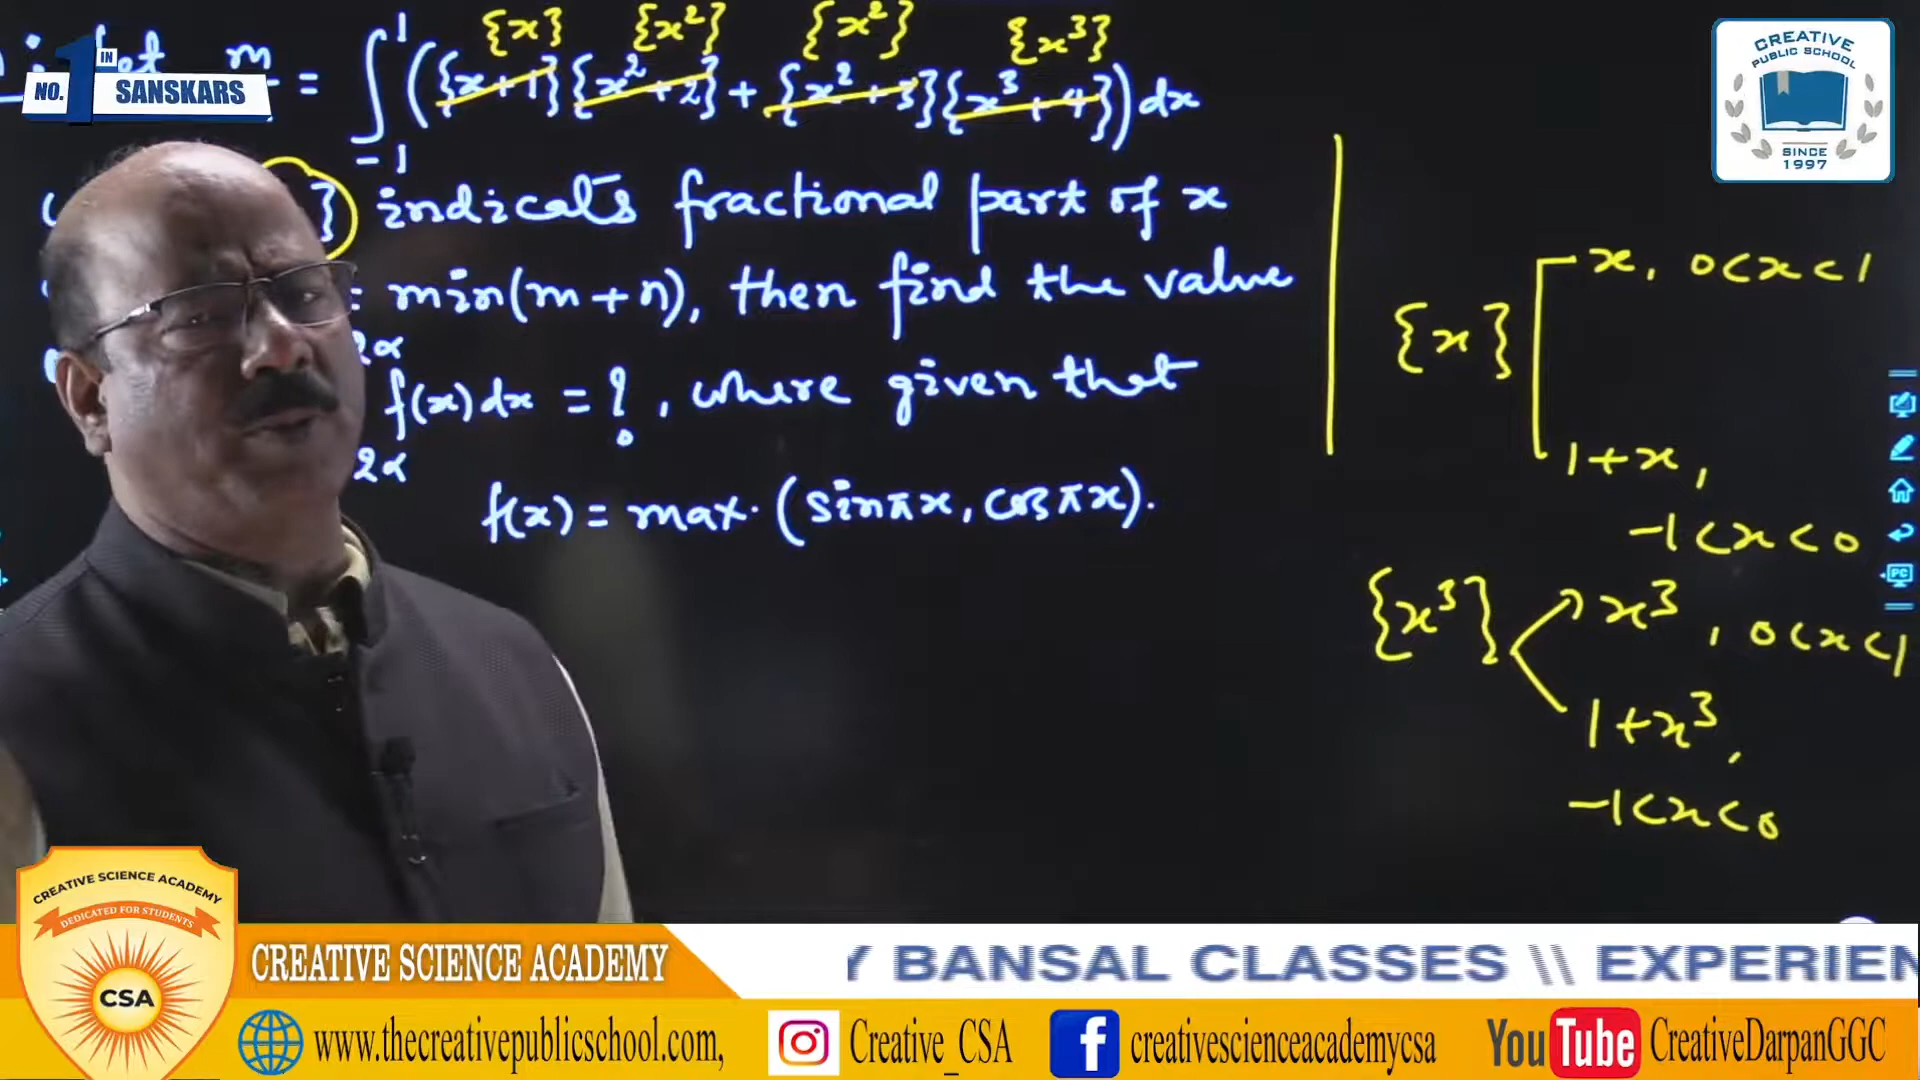 {x} {x²} {x²} {x³}
m = ∫₋₁¹ ({x+1}{x²+2} + {x²+3}{x³+4}) dx
} indicats fractional part of x
= min(m+n), then find the value
2α
f(x)dx = ?, where given that
2α
f(x) = max. (sinπx, cosπx).
{x} x, 0<x<1
1+x,
-1<x<0
{x³} x³, 0<x<1
1+x³,
-1<x<0
NO. 1 IN SANSKARS
CREATIVE
PUBLIC SCHOOL
SINCE
1997
PC
CREATIVE SCIENCE ACADEMY
DEDICATED FOR STUDENTS
CSA
CREATIVE SCIENCE ACADEMY
Y BANSAL CLASSES \\ EXPERIEN
www.thecreativepublicschool.com,
Creative_CSA
f creativescienceacademycsa
YouTube CreativeDarpanGGC